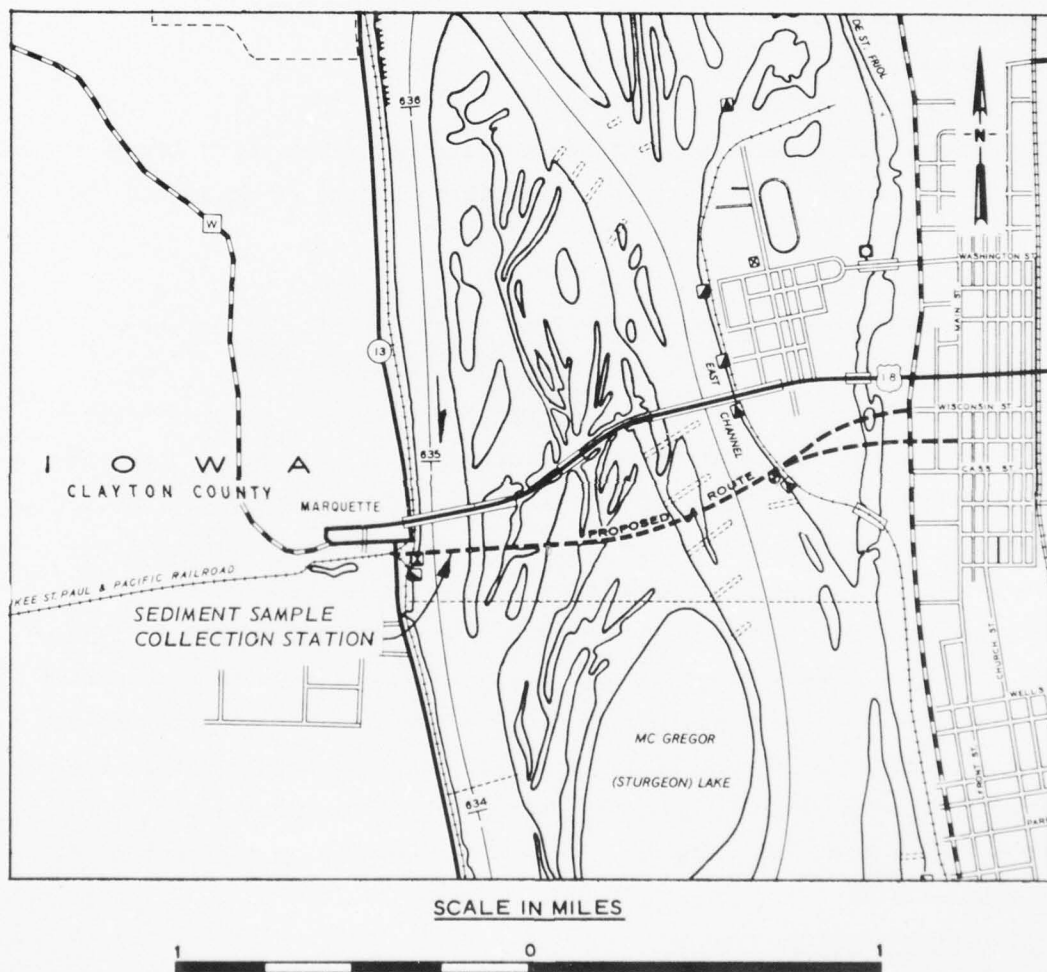 DE ST. FRIOL
636
N
W
WASHINGTON ST.
MAIN ST.
13
EAST CHANNEL
18
WISCONSIN ST.
635
I O W A
CLAYTON COUNTY
CASS ST.
MARQUETTE
PROPOSED ROUTE
KEE ST. PAUL & PACIFIC RAILROAD
SEDIMENT SAMPLE
COLLECTION STATION
CHURCH ST.
WELLS
MC GREGOR
(STURGEON) LAKE
FRONT ST.
634
PAR
SCALE IN MILES
1 0 1